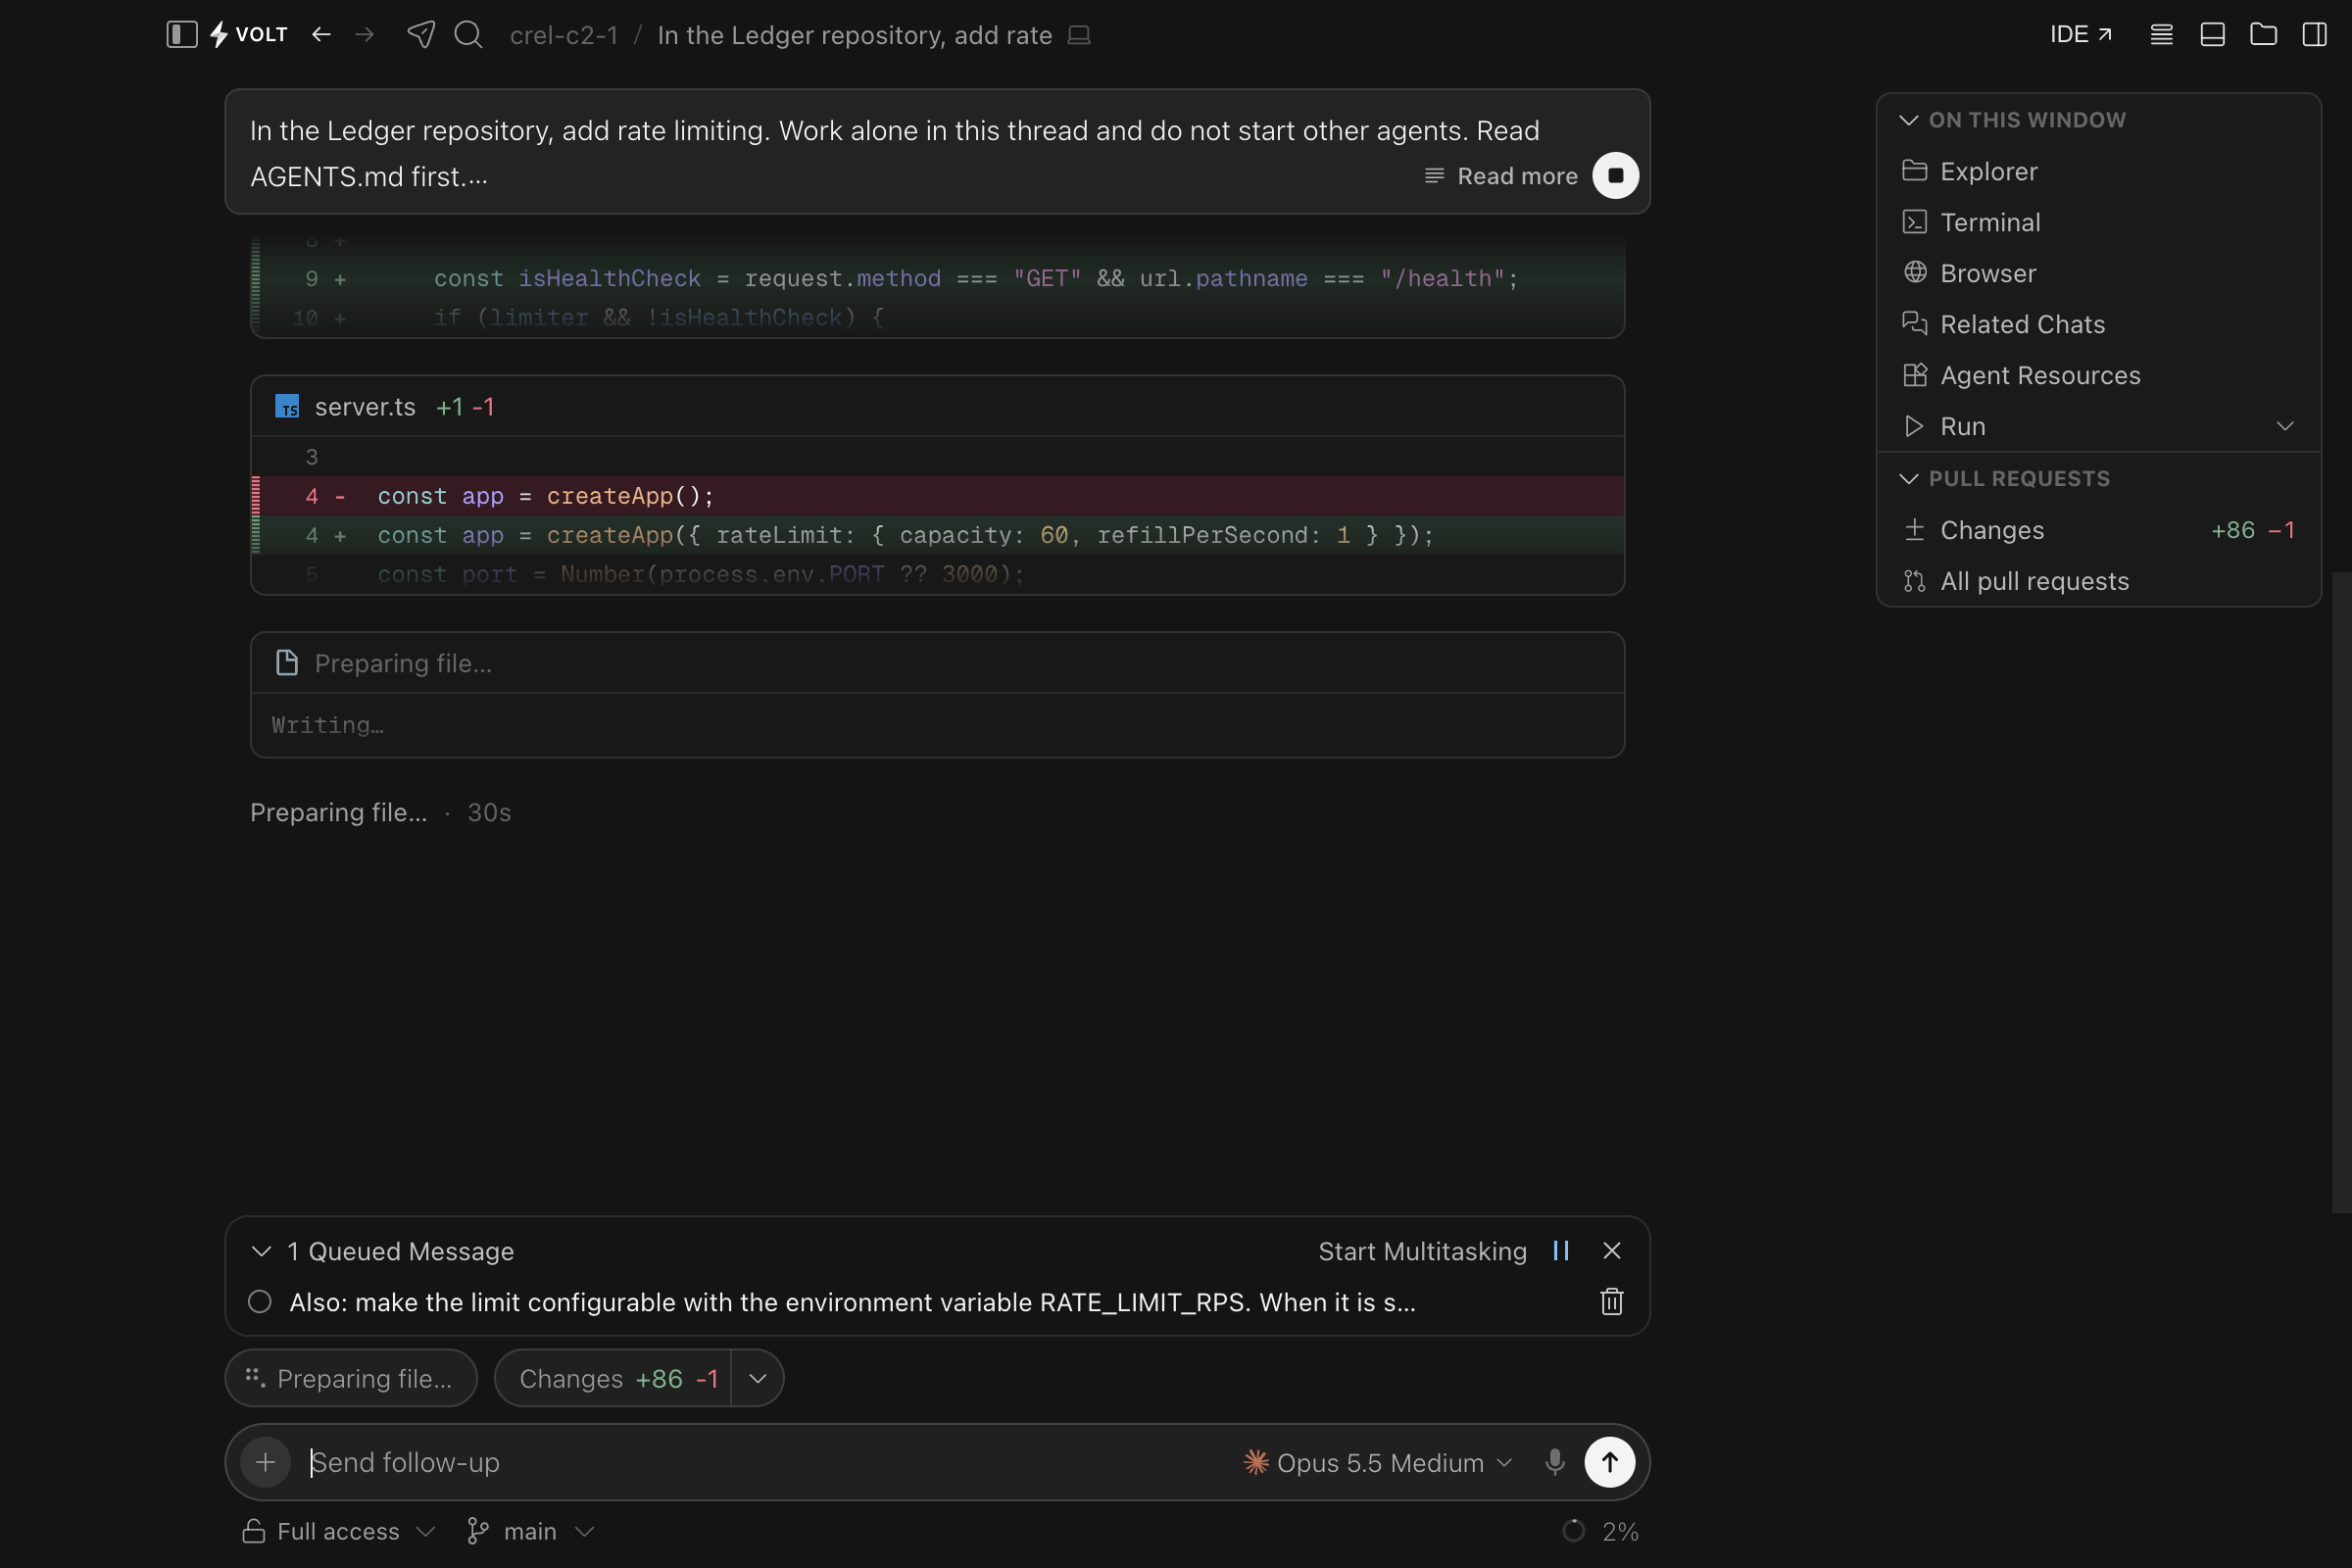 VOLT
crel-c2-1 / In the Ledger repository, add rate
IDE
In the Ledger repository, add rate limiting. Work alone in this thread and do not start other agents. Read
AGENTS.md first.…
Read more
8 +
9 + const isHealthCheck = request.method === "GET" && url.pathname === "/health";
10 + if (limiter && !isHealthCheck) {
TS server.ts +1 -1
3
4 - const app = createApp();
4 + const app = createApp({ rateLimit: { capacity: 60, refillPerSecond: 1 } });
5 const port = Number(process.env.PORT ?? 3000);
Preparing file…
Writing…
Preparing file… · 30s
ON THIS WINDOW
Explorer
Terminal
Browser
Related Chats
Agent Resources
Run
PULL REQUESTS
Changes +86 −1
All pull requests
1 Queued Message
Start Multitasking
Also: make the limit configurable with the environment variable RATE_LIMIT_RPS. When it is s…
Preparing file…
Changes +86 -1
Send follow-up
Opus 5.5 Medium
Full access
main
2%